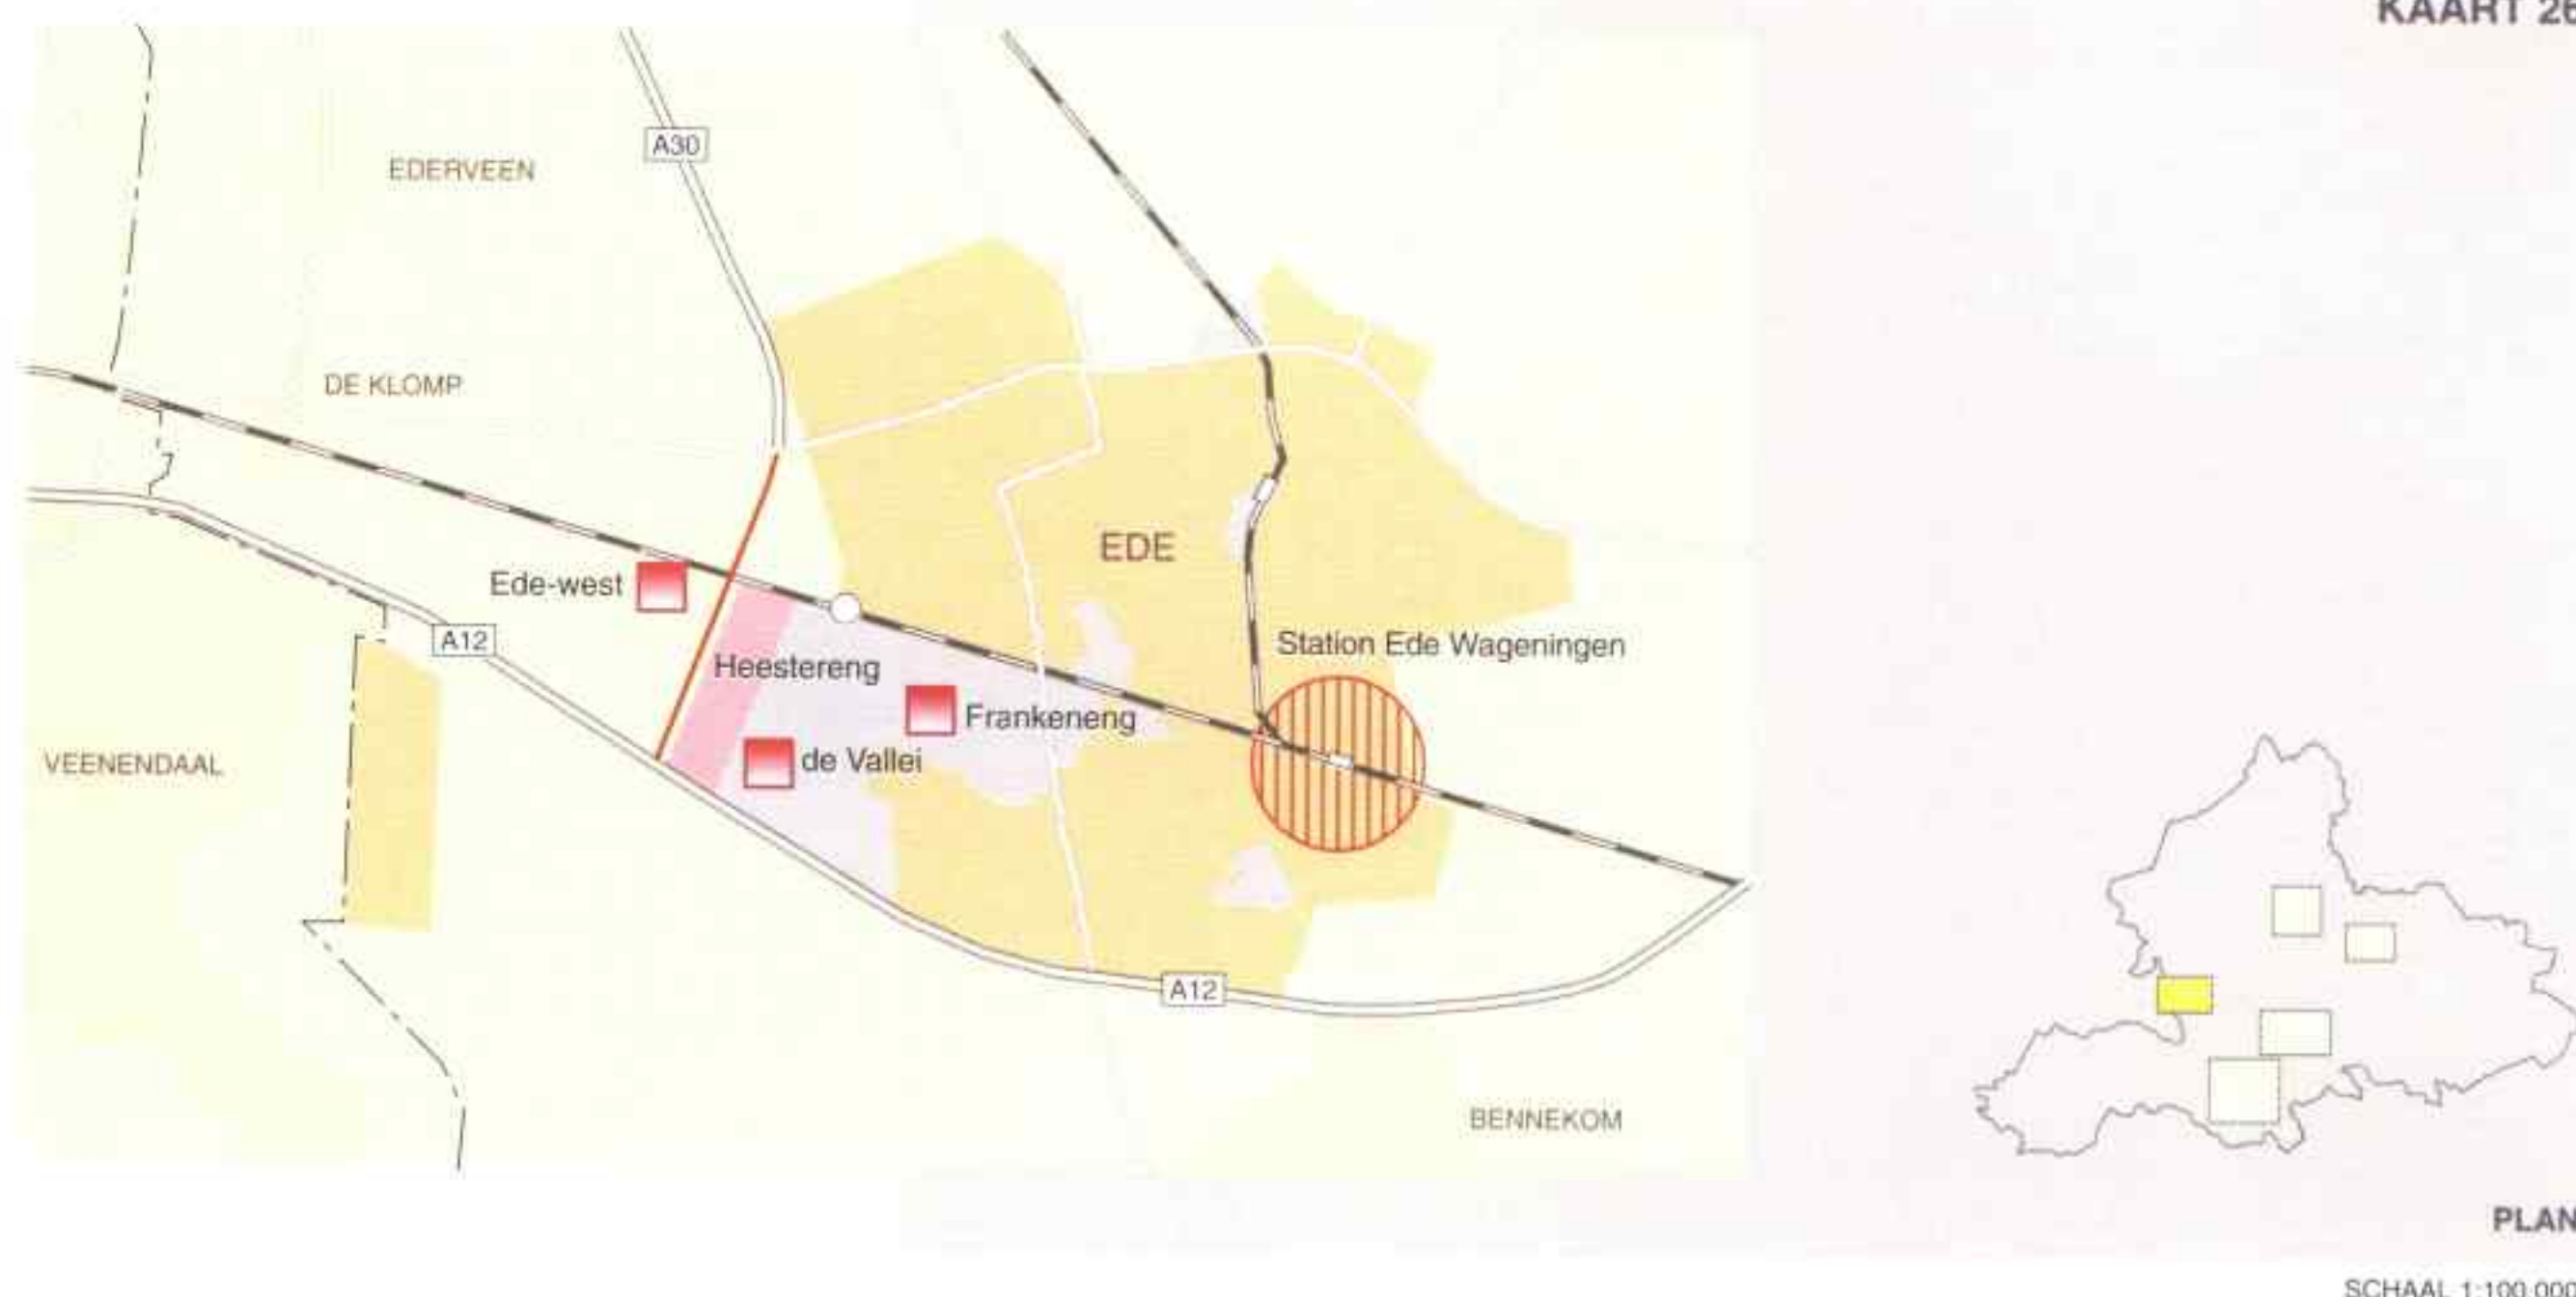 KAART 26
A30
EDERVEEN
DE KLOMP
EDE
Ede-west
A12
Station Ede Wageningen
Heestereng
Frankeneng
de Vallei
VEENENDAAL
A12
BENNEKOM
PLAN
SCHAAL 1:100.000